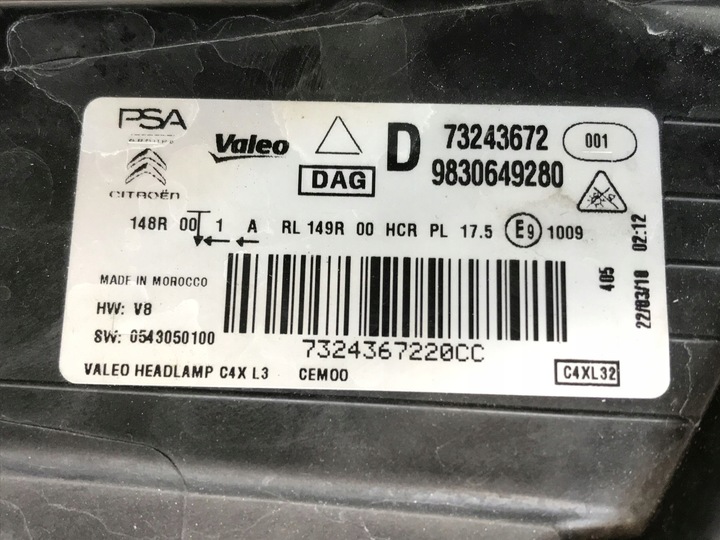 PSA
GROUPE
CITROËN
Valeo
DAG
D
73243672
9830649280
001
148R 00 1 A RL 149R 00 HCR PL 17.5 E9 1009
MADE IN MOROCCO
HW: V8
SW: 0543050100
7324367220CC
VALEO HEADLAMP C4X L3 CEM00
C4XL32
405
22/03/18 02:12